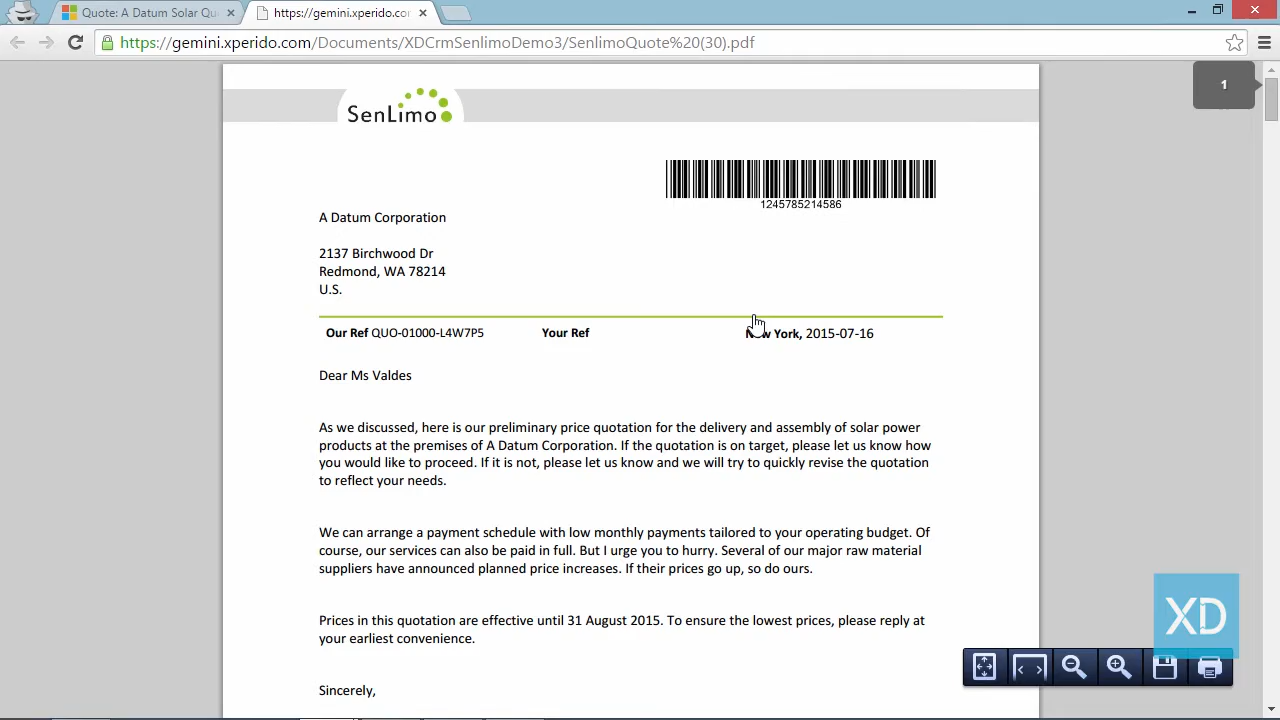 Quote: A Datum Solar Qu
https://gemini.xperido.cor
https://gemini.xperido.com/Documents/XDCrmSenlimoDemo3/SenlimoQuote%20(30).pdf
1
SenLimo
1245785214586
A Datum Corporation
2137 Birchwood Dr
Redmond, WA 78214
U.S.
Our Ref QUO-01000-L4W7P5 Your Ref New York, 2015-07-16
Dear Ms Valdes
As we discussed, here is our preliminary price quotation for the delivery and assembly of solar power
products at the premises of A Datum Corporation. If the quotation is on target, please let us know how
you would like to proceed. If it is not, please let us know and we will try to quickly revise the quotation
to reflect your needs.
We can arrange a payment schedule with low monthly payments tailored to your operating budget. Of
course, our services can also be paid in full. But I urge you to hurry. Several of our major raw material
suppliers have announced planned price increases. If their prices go up, so do ours.
Prices in this quotation are effective until 31 August 2015. To ensure the lowest prices, please reply at
your earliest convenience.
Sincerely,
XD